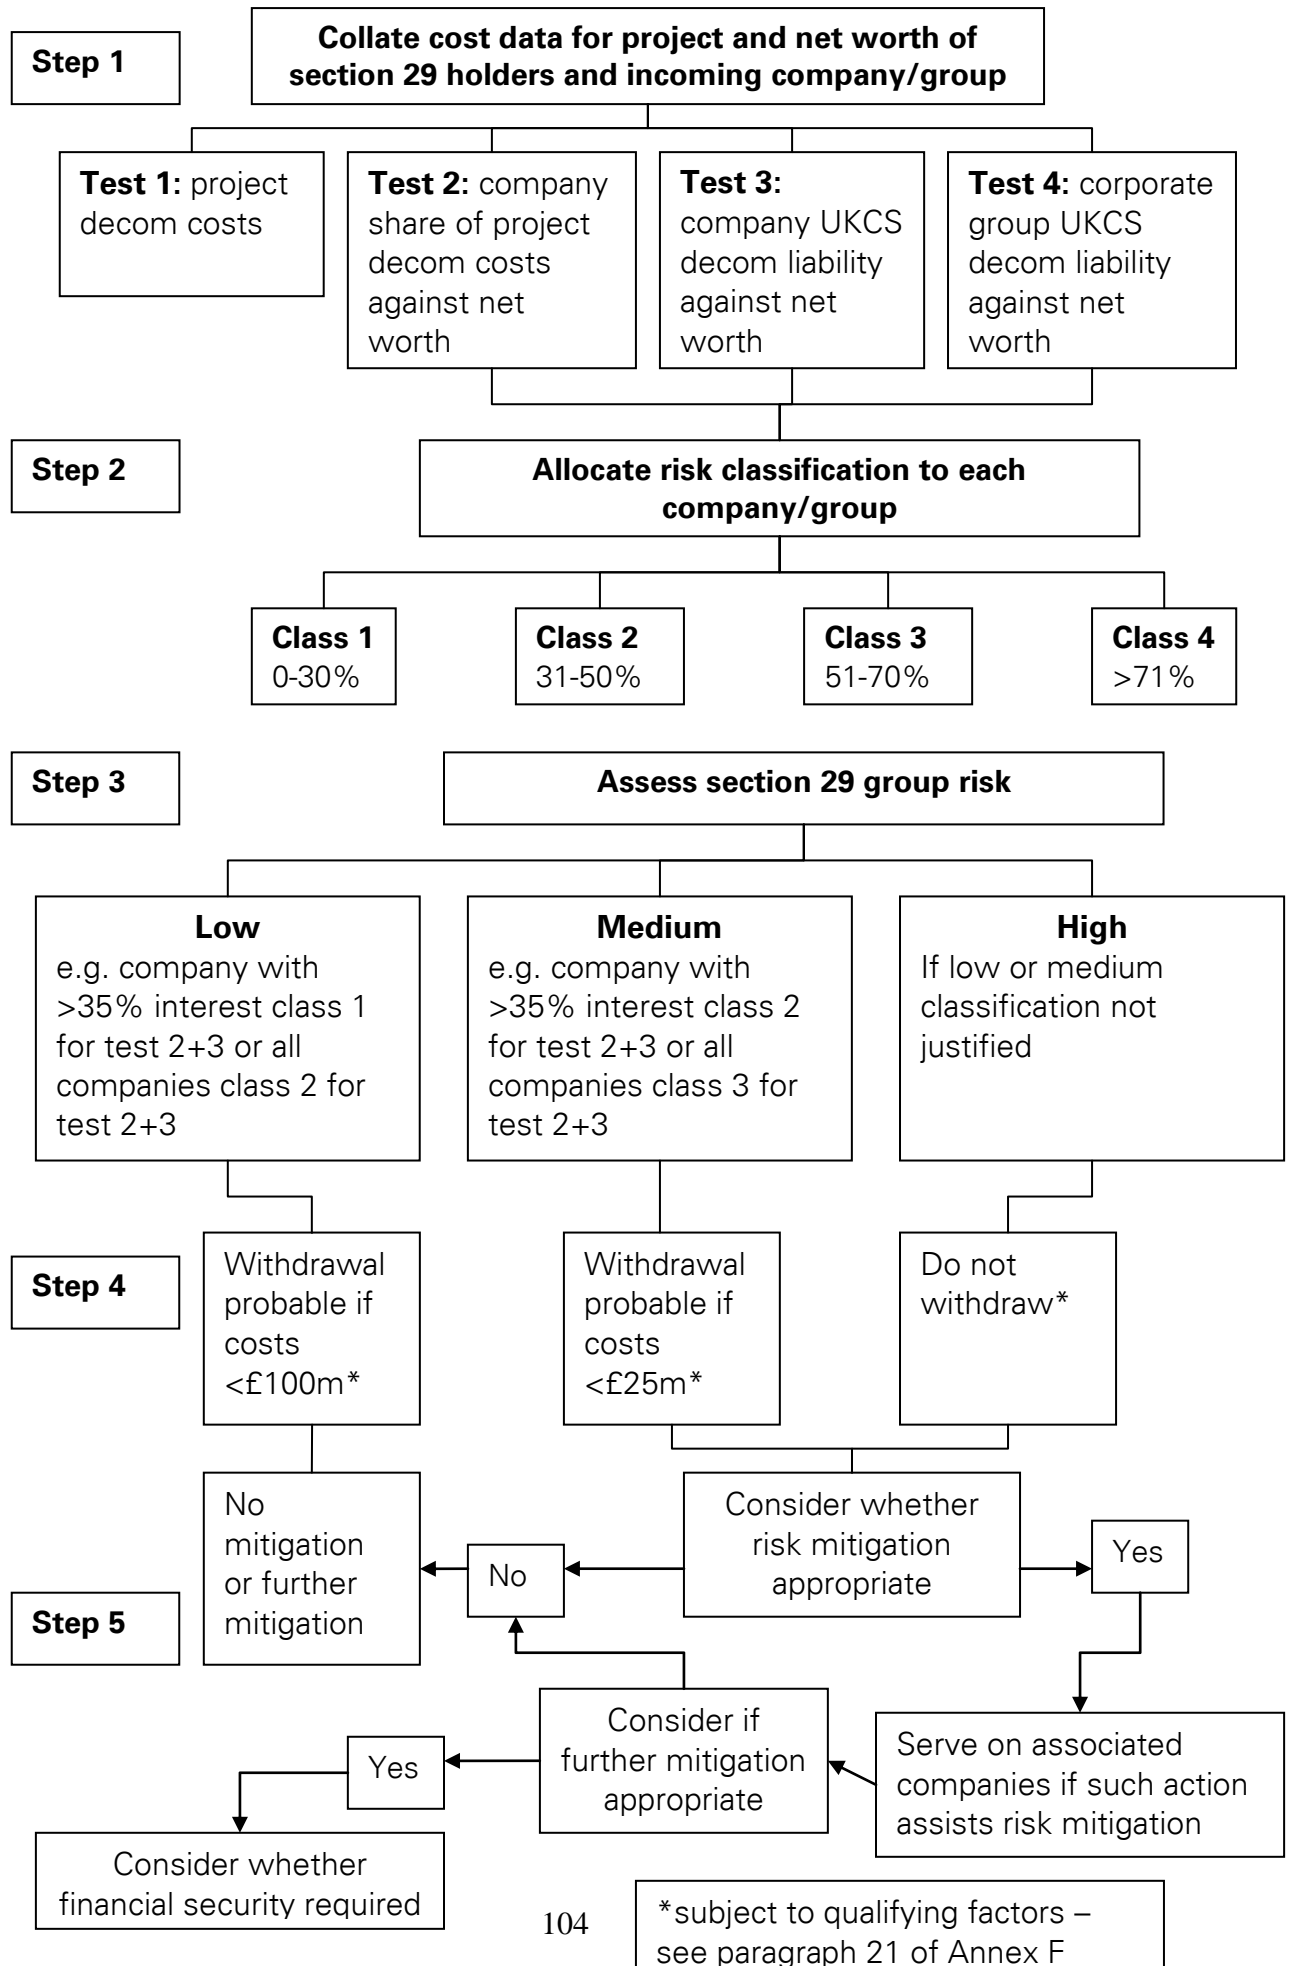 Step 1
Collate cost data for project and net worth of
section 29 holders and incoming company/group
Test 1: project
decom costs
Test 2: company
share of project
decom costs
against net
worth
Test 3:
company UKCS
decom liability
against net
worth
Test 4: corporate
group UKCS
decom liability
against net
worth
Step 2
Allocate risk classification to each
company/group
Class 1
0-30%
Class 2
31-50%
Class 3
51-70%
Class 4
>71%
Step 3
Assess section 29 group risk
Low
e.g. company with
>35% interest class 1
for test 2+3 or all
companies class 2 for
test 2+3
Medium
e.g. company with
>35% interest class 2
for test 2+3 or all
companies class 3 for
test 2+3
High
If low or medium
classification not
justified
Step 4
Withdrawal
probable if
costs
<£100m*
Withdrawal
probable if
costs
<£25m*
Do not
withdraw*
No
mitigation
or further
mitigation
No
Consider whether
risk mitigation
appropriate
Yes
Step 5
Yes
Consider if
further mitigation
appropriate
Serve on associated
companies if such action
assists risk mitigation
Consider whether
financial security required
104
*subject to qualifying factors –
see paragraph 21 of Annex F